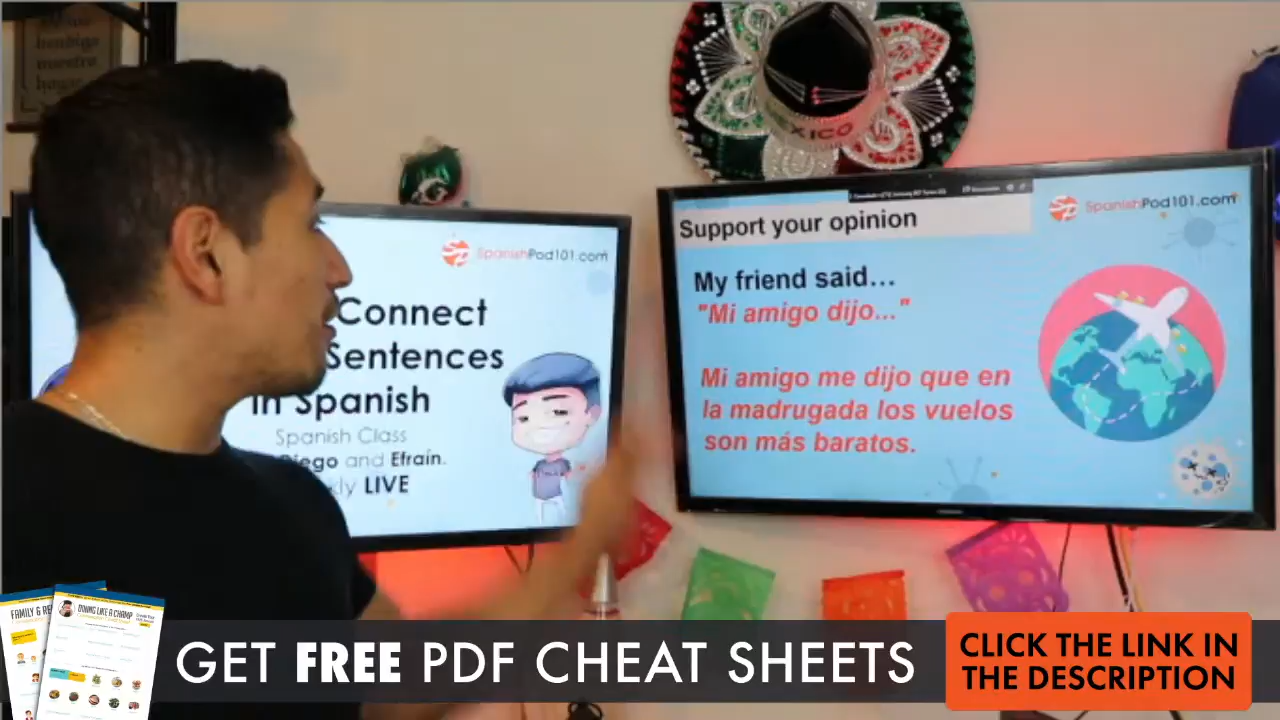 MEXICO
Support your opinion
SpanishPod101.com
My friend said...
"Mi amigo dijo..."
Mi amigo me dijo que en
la madrugada los vuelos
son más baratos.
SpanishPod101.com
Connect
Sentences
in Spanish
Spanish Class
Diego and Efraín.
LIVE
FAMILY &
DINING LIKE A CHAMP
GET FREE PDF CHEAT SHEETS
CLICK THE LINK IN
THE DESCRIPTION